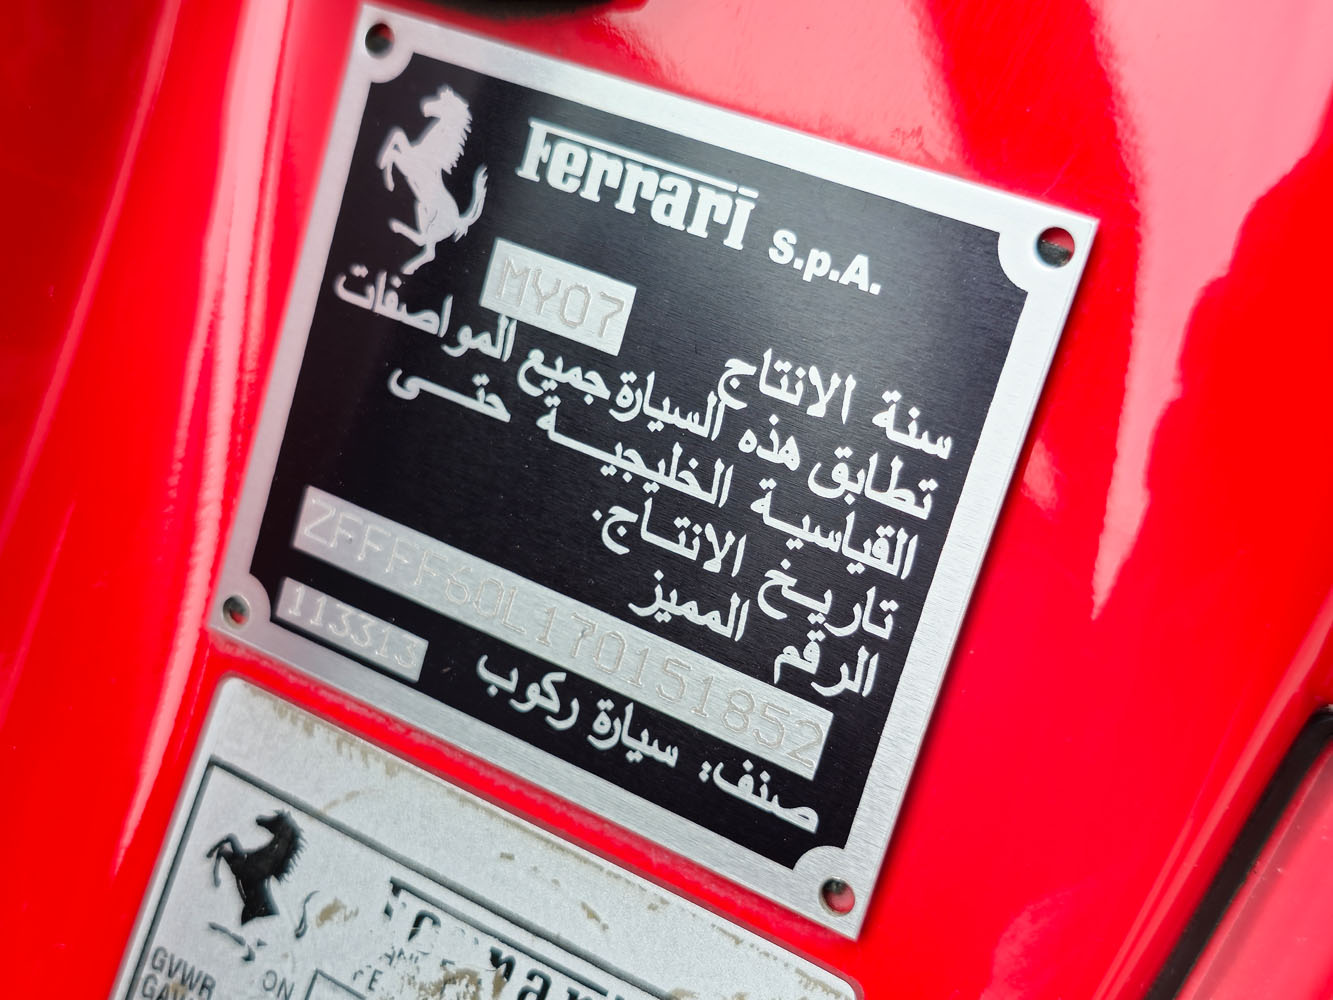 Ferrari S.p.A.
سنة الانتاج MY07
تطابق هذه السيارة جميع المواصفات
القياسية الخليجية حتى
تاريخ الانتاج.
الرقم المميز
ZFFFF60L170151852
صنف: سيارة ركوب 113313
GVWR
ON